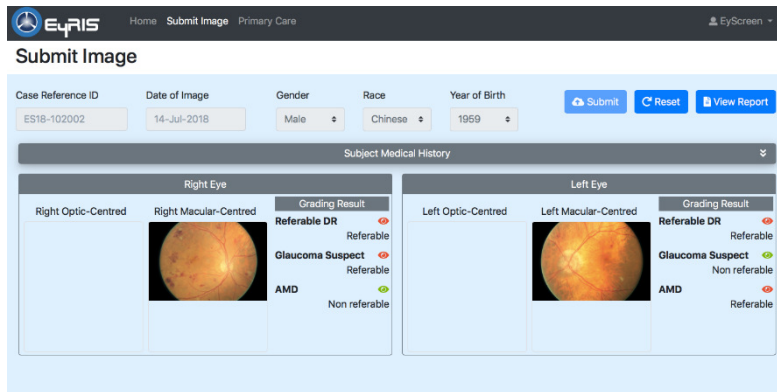 EyRIS Home Submit Image Primary Care EyScreen
Submit Image
Case Reference ID Date of Image Gender Race Year of Birth
ES18-102002 14-Jul-2018 Male Chinese 1959 Submit Reset View Report
Subject Medical History
Right Eye
Right Optic-Centred Right Macular-Centred
Grading Result
Referable DR
Referable
Glaucoma Suspect
Referable
AMD
Non referable
Left Eye
Left Optic-Centred Left Macular-Centred
Grading Result
Referable DR
Referable
Glaucoma Suspect
Non referable
AMD
Referable